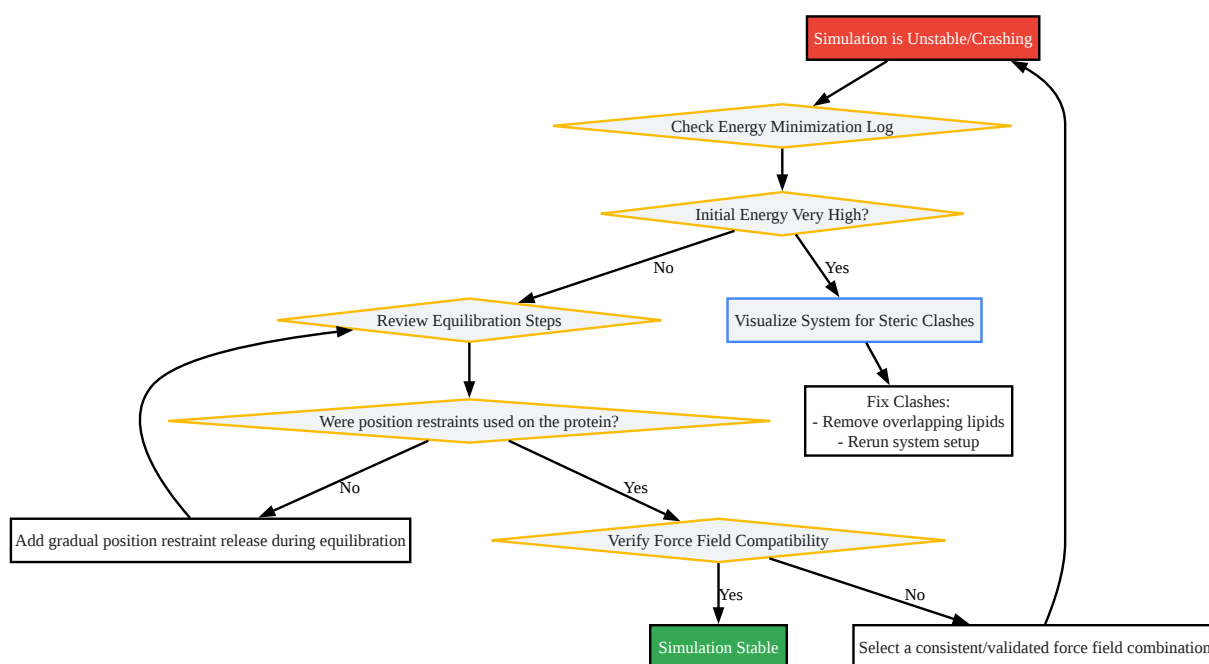 Simulation is Unstable/Crashing
Check Energy Minimization Log
Initial Energy Very High?
No
Yes
Review Equilibration Steps
Visualize System for Steric Clashes
Fix Clashes:
- Remove overlapping lipids
- Rerun system setup
Were position restraints used on the protein?
No
Yes
Add gradual position restraint release during equilibration
Verify Force Field Compatibility
Yes
No
Simulation Stable
Select a consistent/validated force field combination